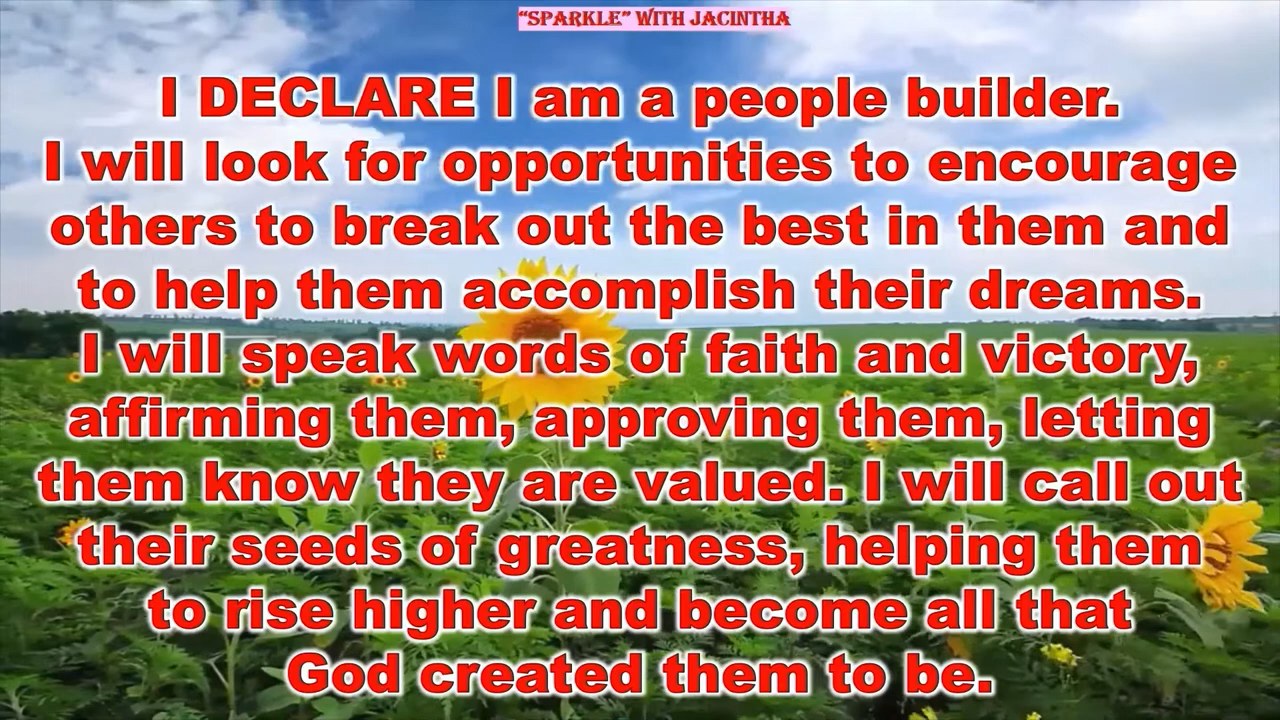 “SPARKLE” WITH JACINTHA
I DECLARE I am a people builder.
I will look for opportunities to encourage
others to break out the best in them and
to help them accomplish their dreams.
I will speak words of faith and victory,
affirming them, approving them, letting
them know they are valued. I will call out
their seeds of greatness, helping them
to rise higher and become all that
God created them to be.